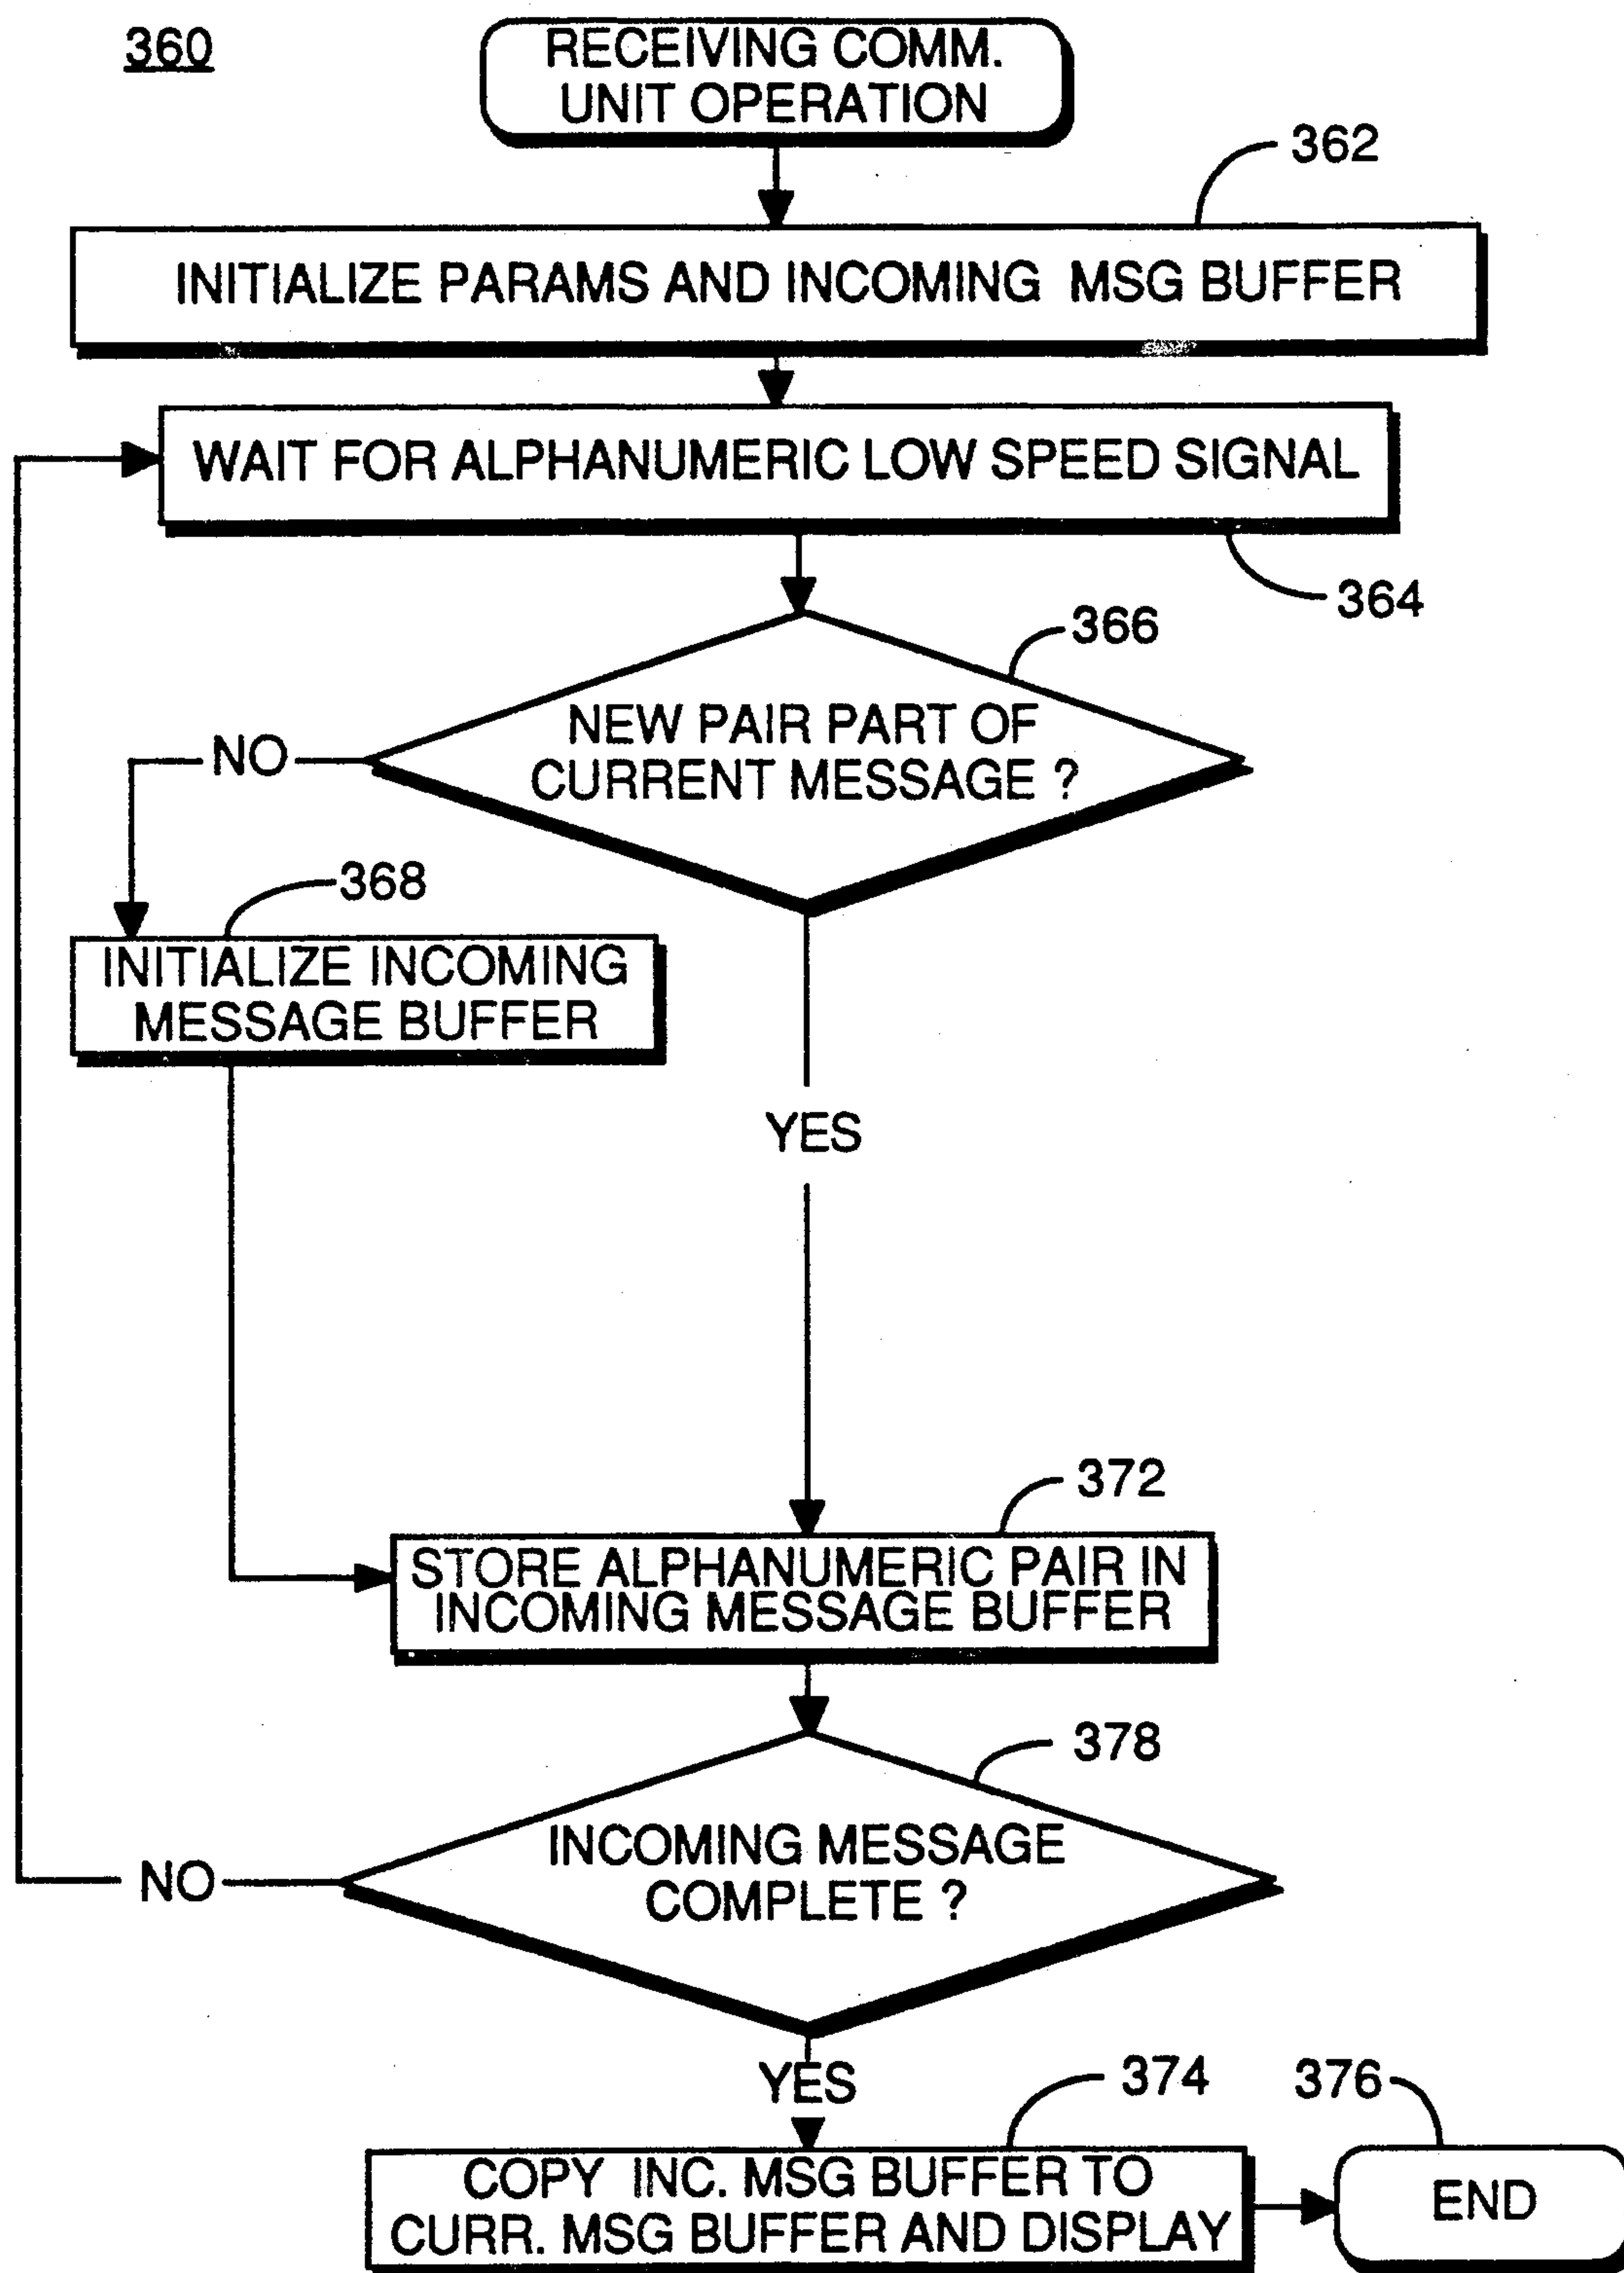 360
RECEIVING COMM.
UNIT OPERATION
362
INITIALIZE PARAMS AND INCOMING MSG BUFFER
WAIT FOR ALPHANUMERIC LOW SPEED SIGNAL
364
366
NEW PAIR PART OF
CURRENT MESSAGE ?
NO
368
INITIALIZE INCOMING
MESSAGE BUFFER
YES
372
STORE ALPHANUMERIC PAIR IN
INCOMING MESSAGE BUFFER
378
INCOMING MESSAGE
COMPLETE ?
NO
YES
374
376
COPY INC. MSG BUFFER TO
CURR. MSG BUFFER AND DISPLAY
END